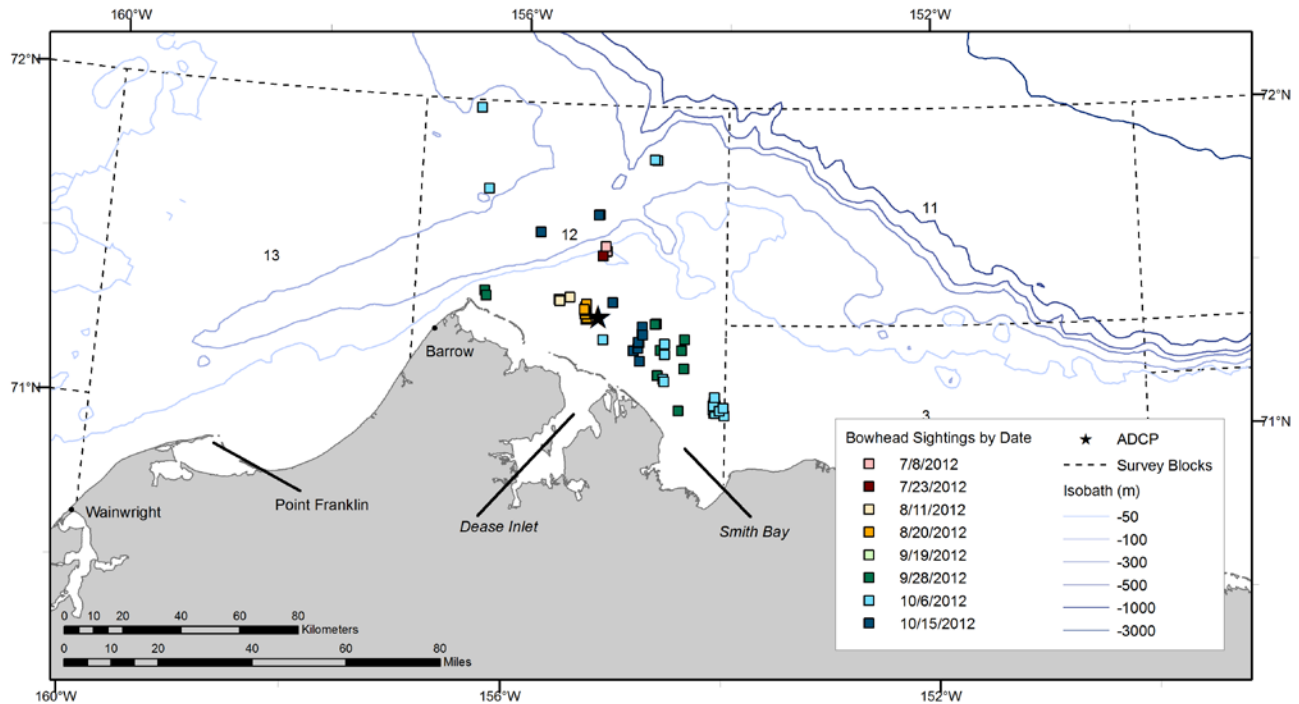 160°W 156°W 152°W
72°N 72°N
11
12
13
Barrow
71°N 71°N
3
Point Franklin
Wainwright
Dease Inlet
Smith Bay
Bowhead Sightings by Date
7/8/2012
7/23/2012
8/11/2012
8/20/2012
9/19/2012
9/28/2012
10/6/2012
10/15/2012
ADCP
Survey Blocks
Isobath (m)
-50
-100
-300
-500
-1000
-3000
0 10 20 40 60 80
Kilometers
0 10 20 40 60 80
Miles
160°W 156°W 152°W